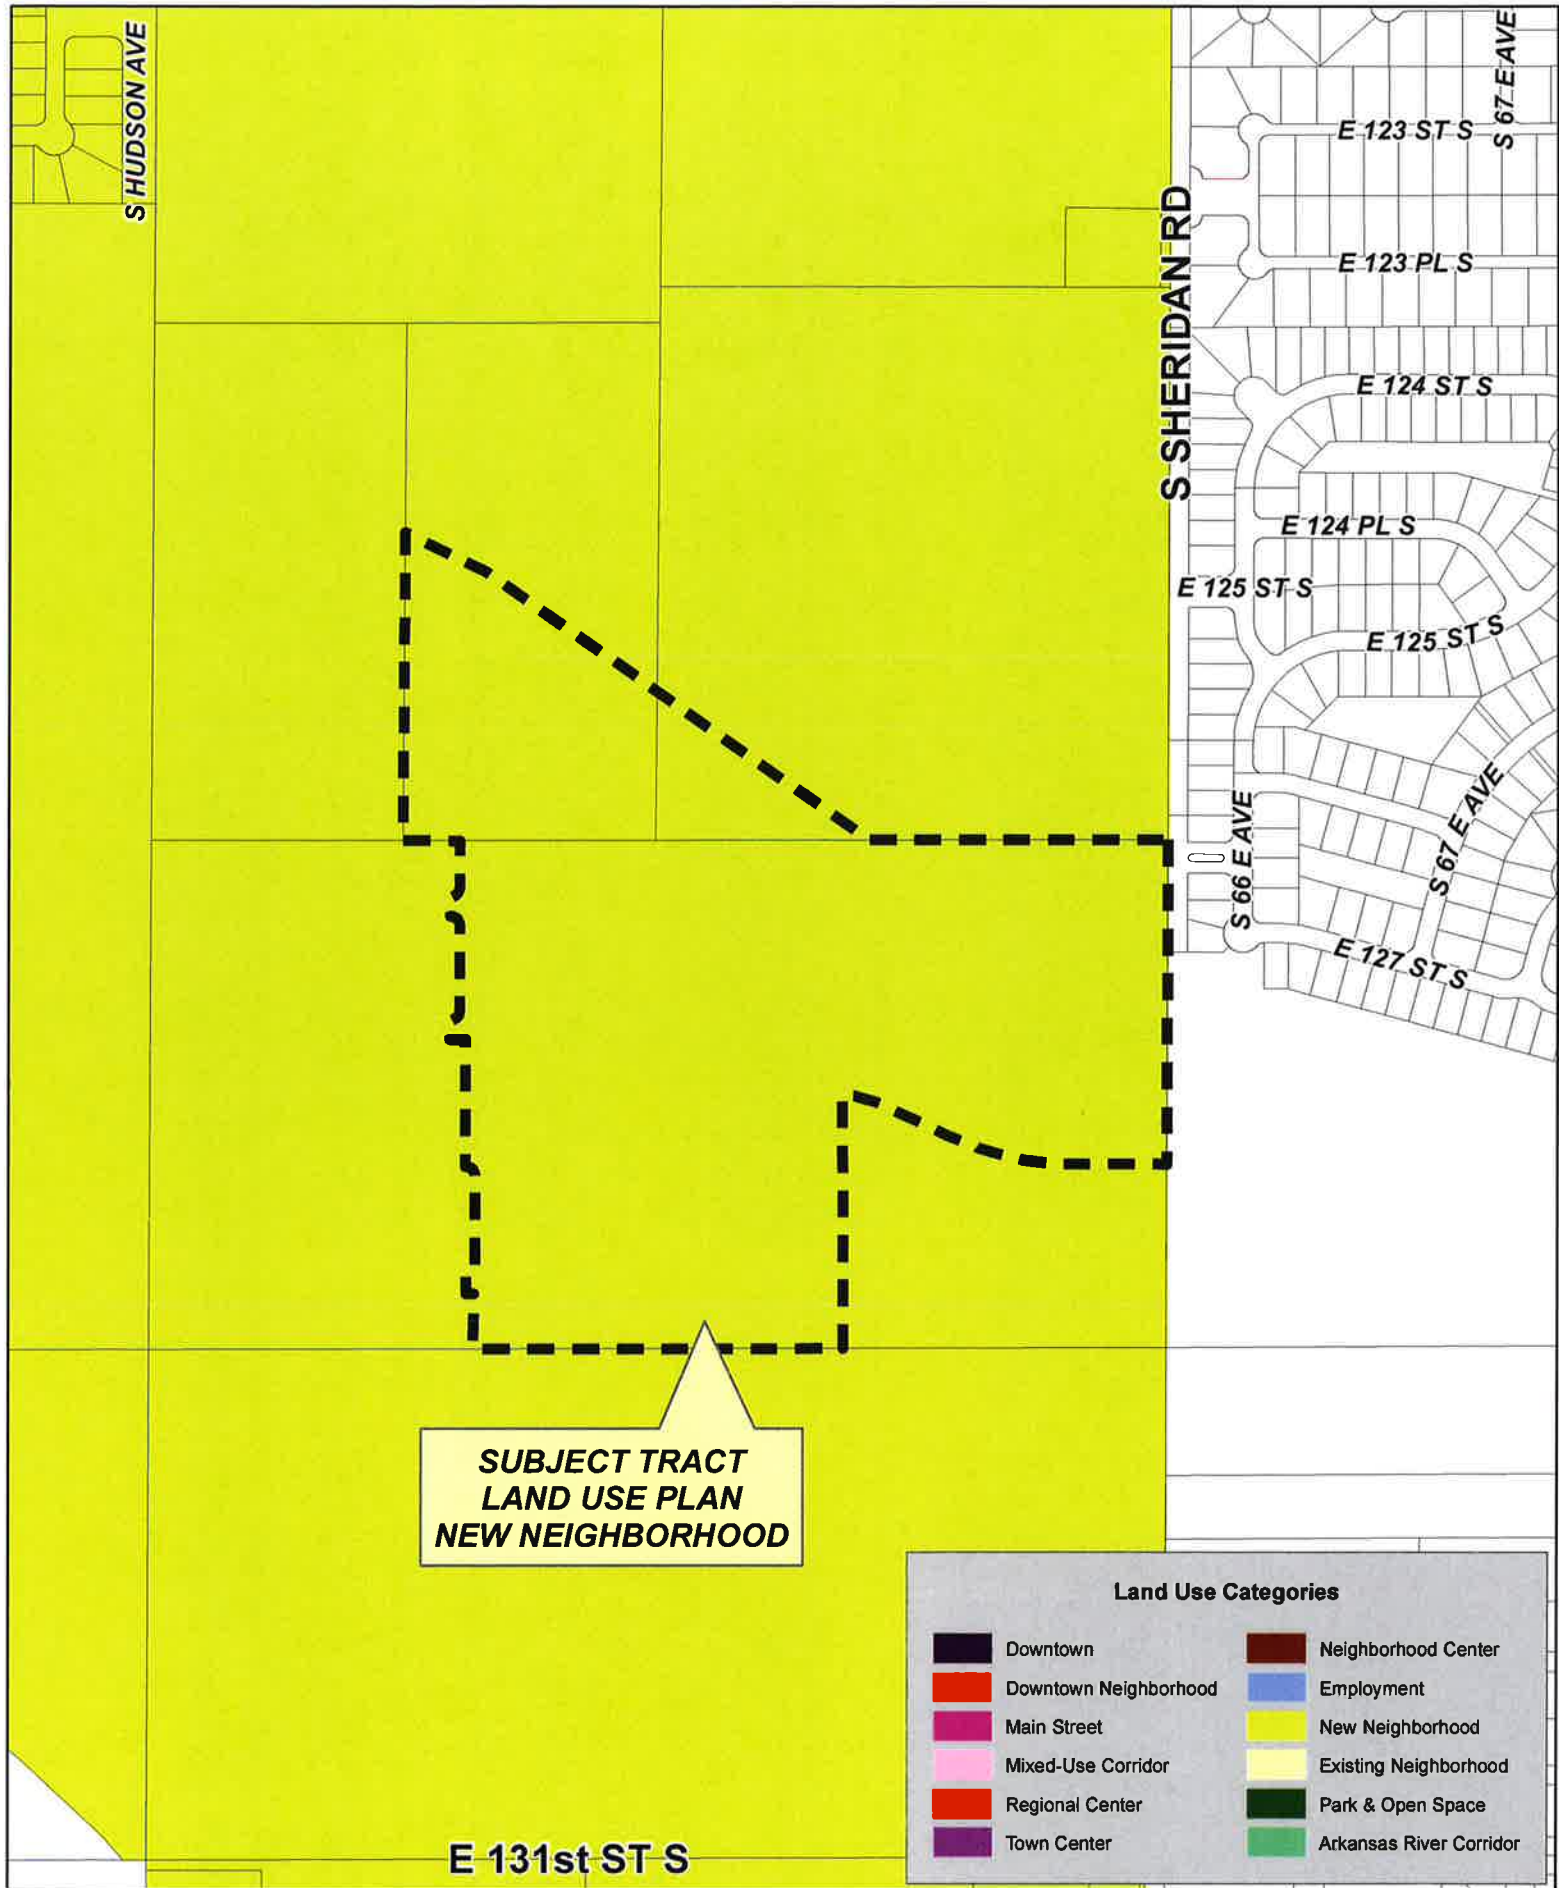 S HUDSON AVE
S 67 E AVE
E 123 ST S
E 123 PL S
S SHERIDAN RD
E 124 ST S
E 124 PL S
E 125 ST S
E 125 ST S
S 67 E AVE
S 66 E AVE
E 127 ST S
SUBJECT TRACT
LAND USE PLAN
NEW NEIGHBORHOOD
Land Use Categories
Downtown
Downtown Neighborhood
Main Street
Mixed-Use Corridor
Regional Center
Town Center
Neighborhood Center
Employment
New Neighborhood
Existing Neighborhood
Park & Open Space
Arkansas River Corridor
E 131st ST S